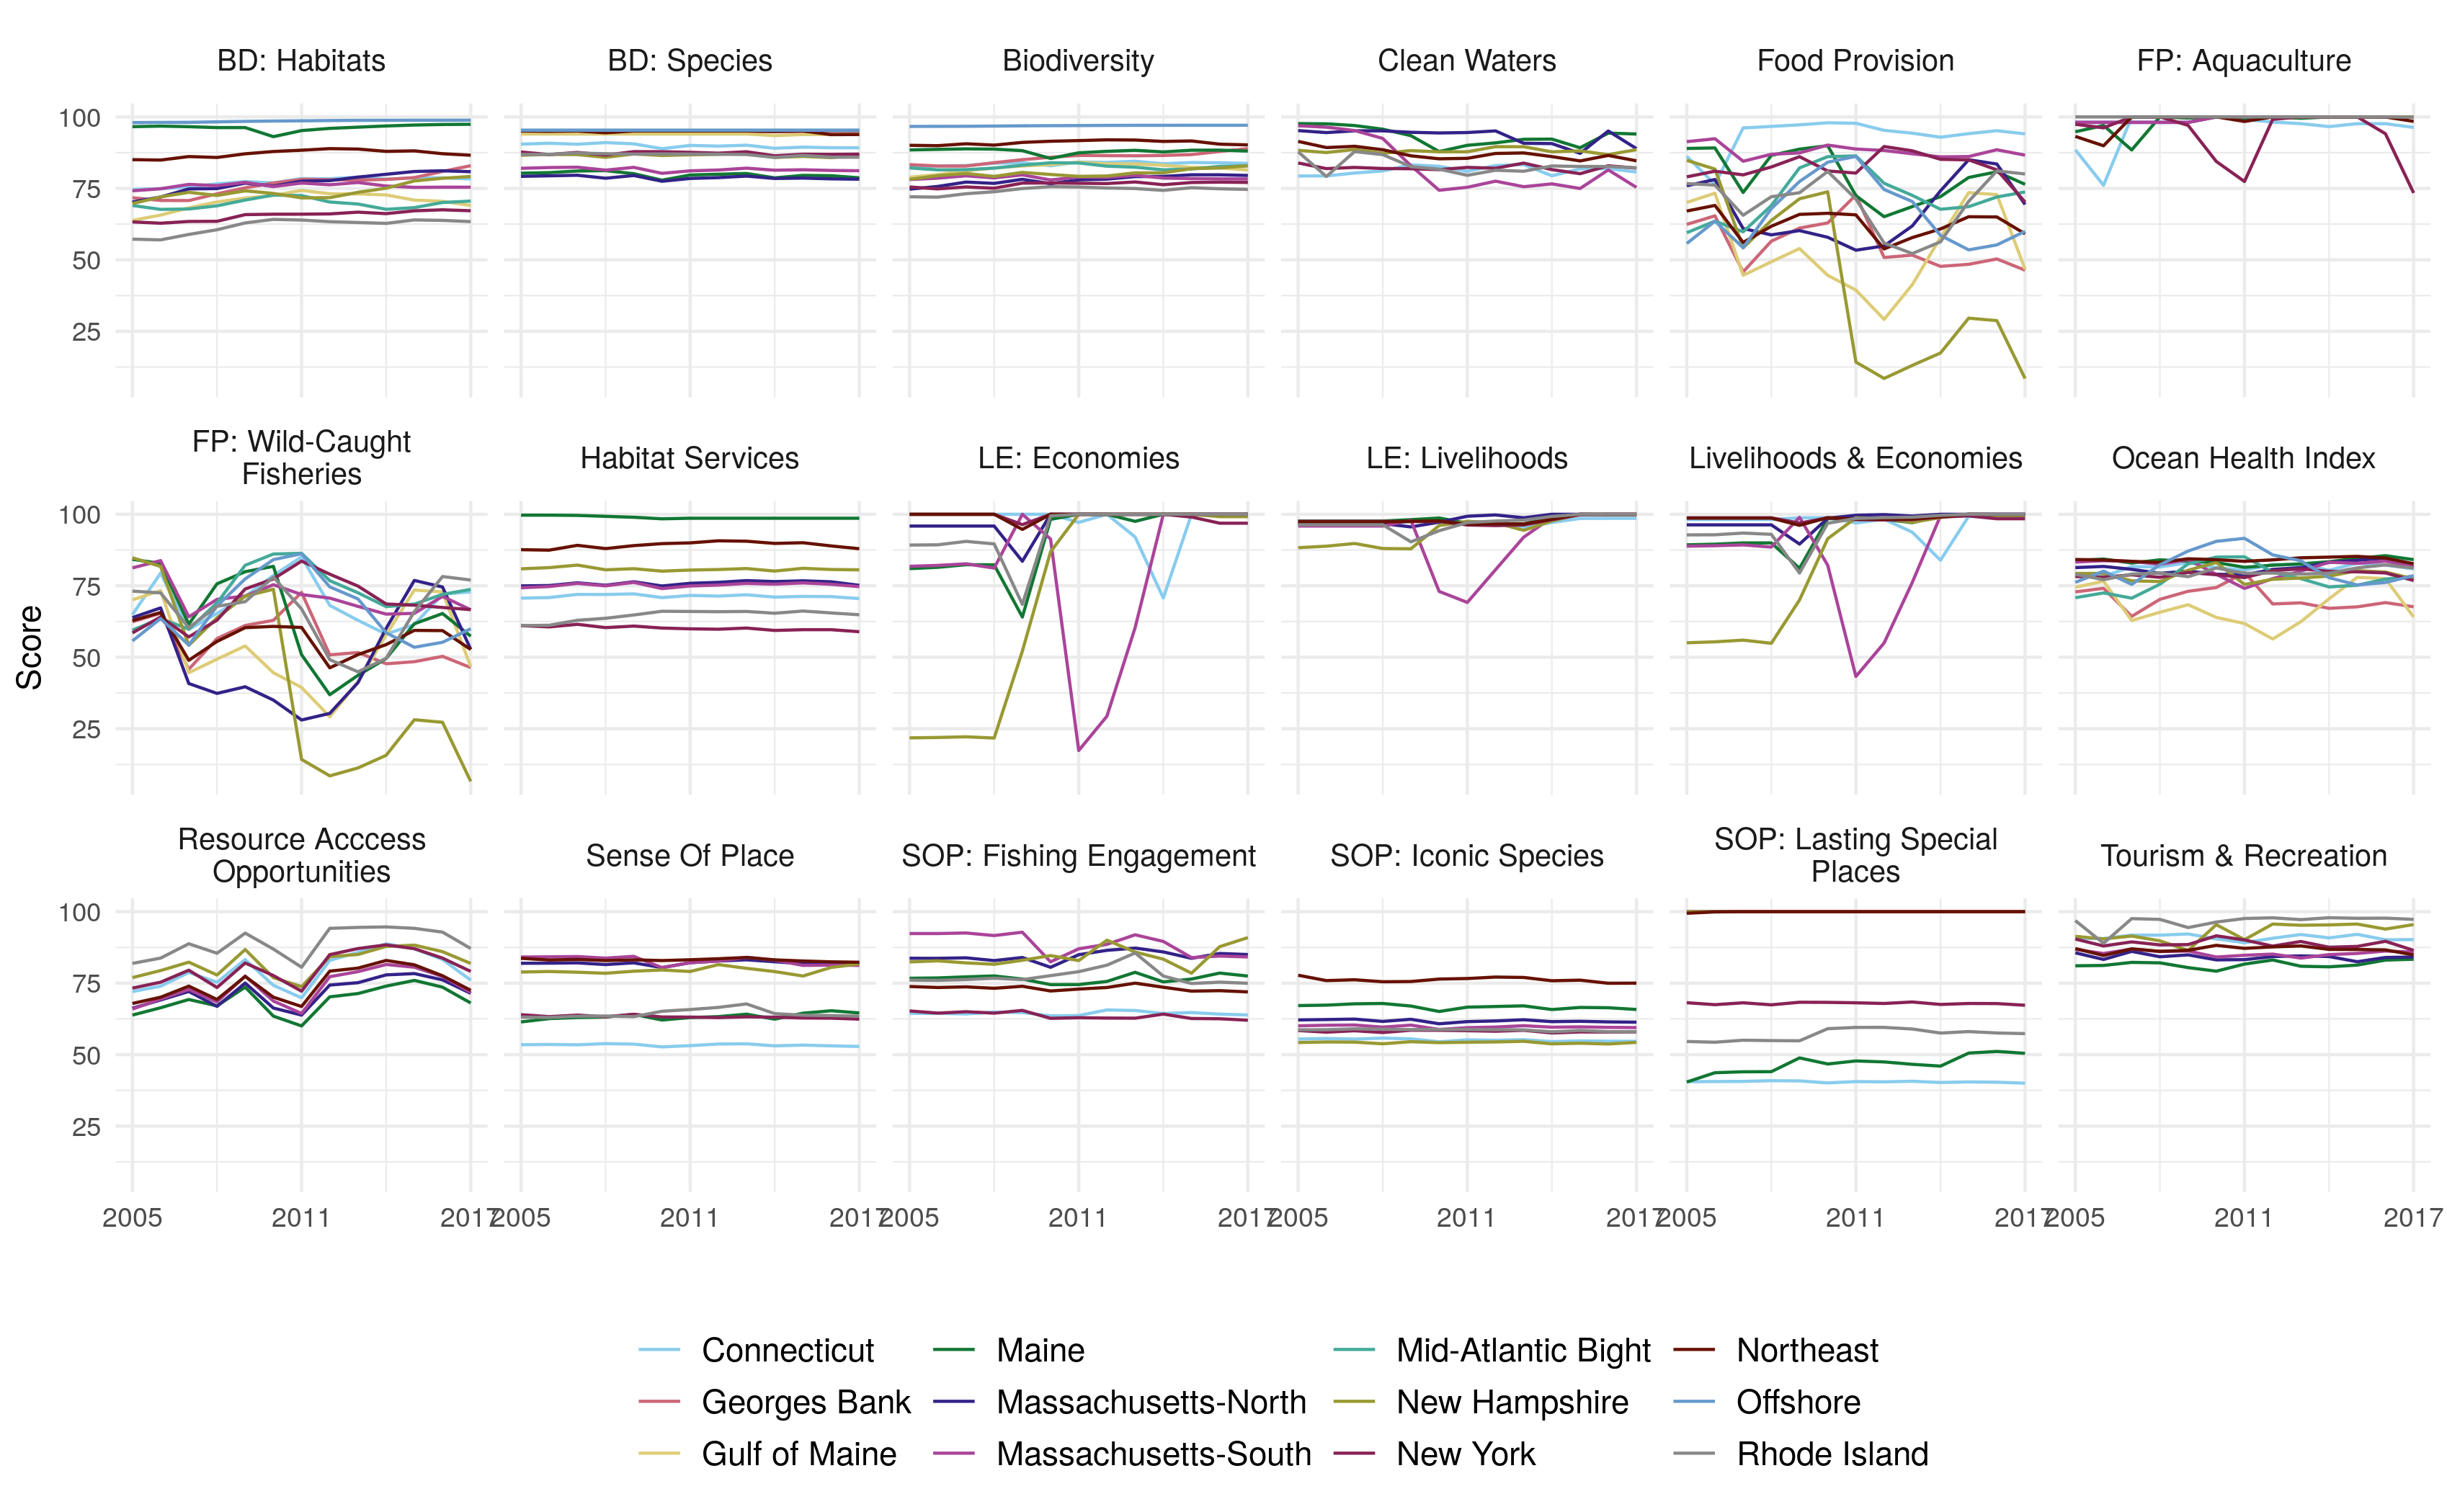 BD: Habitats
BD: Species
Biodiversity
Clean Waters
Food Provision
FP: Aquaculture
100
75
50
25
FP: Wild-Caught
Fisheries
Habitat Services
LE: Economies
LE: Livelihoods
Livelihoods & Economies
Ocean Health Index
100
75
50
25
Score
Resource Acccess
Opportunities
Sense Of Place
SOP: Fishing Engagement
SOP: Iconic Species
SOP: Lasting Special
Places
Tourism & Recreation
100
75
50
25
2005 2011 2017
2005 2011 2017
2005 2011 2017
2005 2011 2017
2005 2011 2017
2005 2011 2017
Connecticut
Maine
Mid-Atlantic Bight
Northeast
Georges Bank
Massachusetts-North
New Hampshire
Offshore
Gulf of Maine
Massachusetts-South
New York
Rhode Island